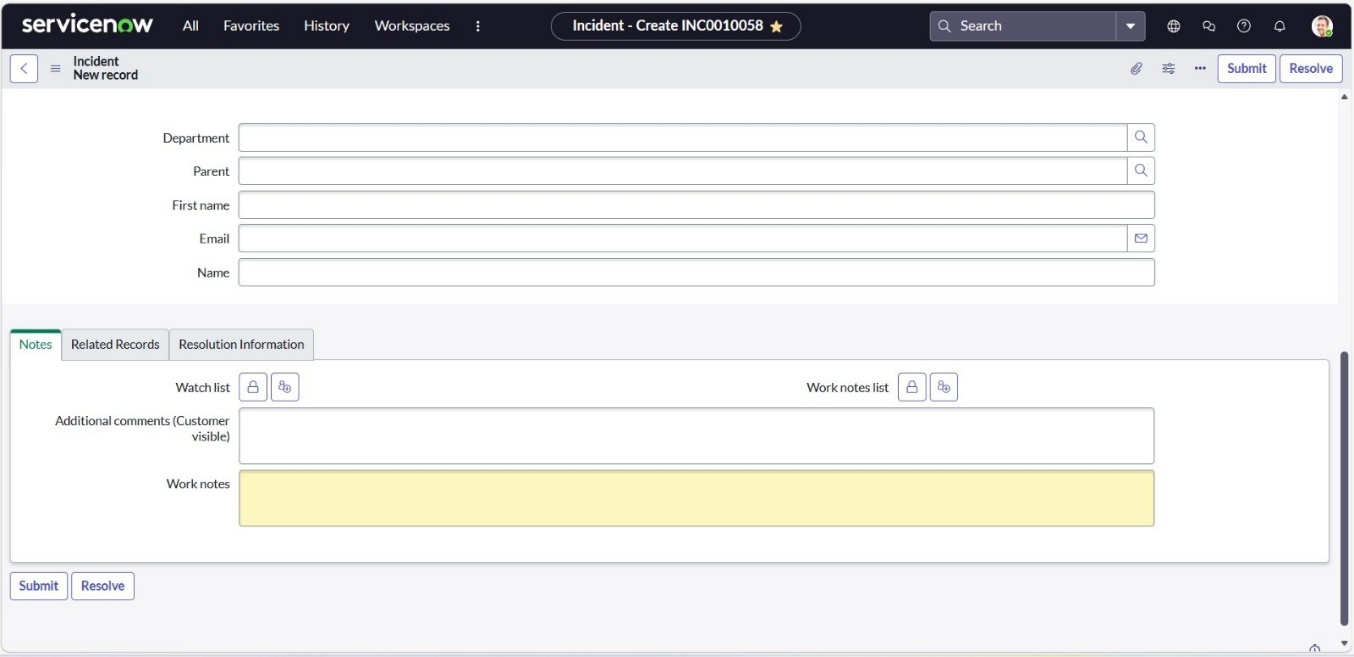 servicenow All Favorites History Workspaces Incident - Create INC0010058 Search
Incident
New record
Submit Resolve
Department
Parent
First name
Email
Name
Notes Related Records Resolution Information
Watch list Work notes list
Additional comments (Customer
visible)
Work notes
Submit Resolve